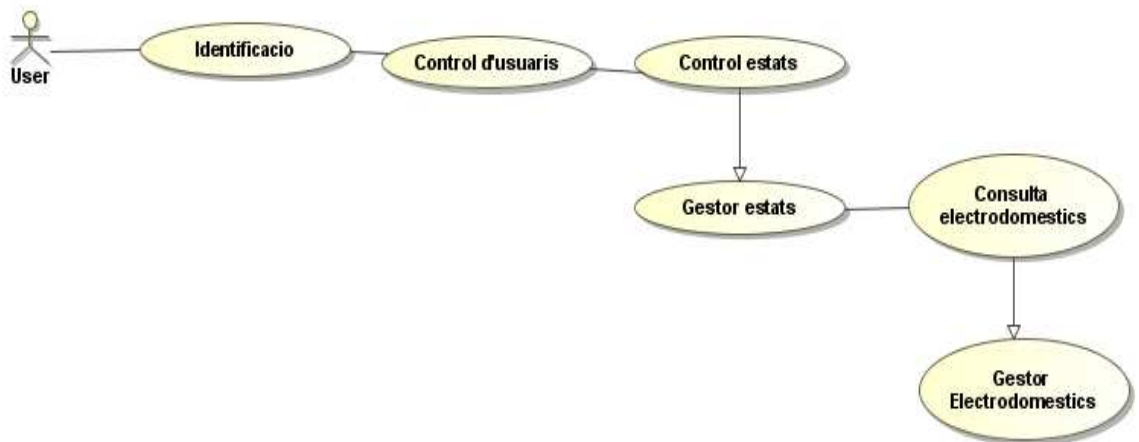 Identificacio
Control d'usuaris
Control estats
User
Gestor estats
Consulta
electrodomestics
Gestor
Electrodomestics